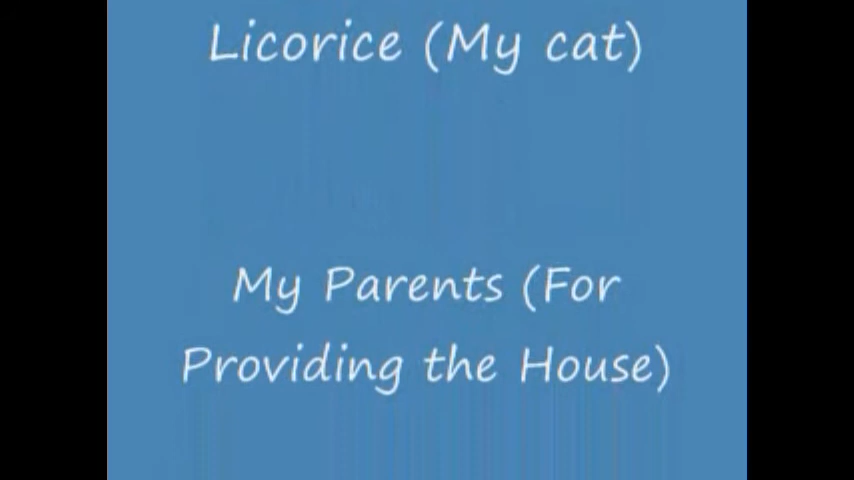 Licorice (My cat)
My Parents (For
Providing the House)